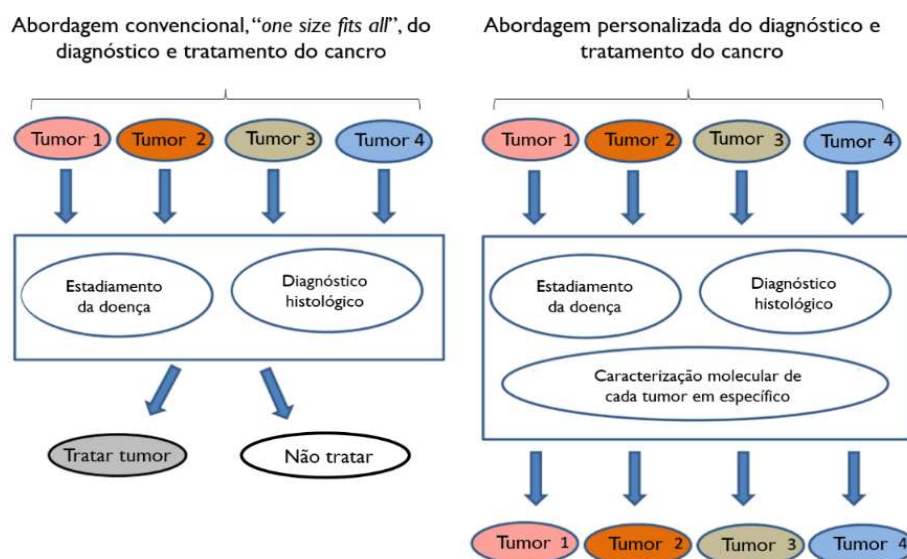 Abordagem convencional, “one size fits all”, do
diagnóstico e tratamento do cancro
Tumor 1
Tumor 2
Tumor 3
Tumor 4
Estadiamento
da doença
Diagnóstico
histológico
Tratar tumor
Não tratar
Abordagem personalizada do diagnóstico e
tratamento do cancro
Tumor 1
Tumor 2
Tumor 3
Tumor 4
Estadiamento
da doença
Diagnóstico
histológico
Caracterização molecular de
cada tumor em específico
Tumor 1
Tumor 2
Tumor 3
Tumor 4